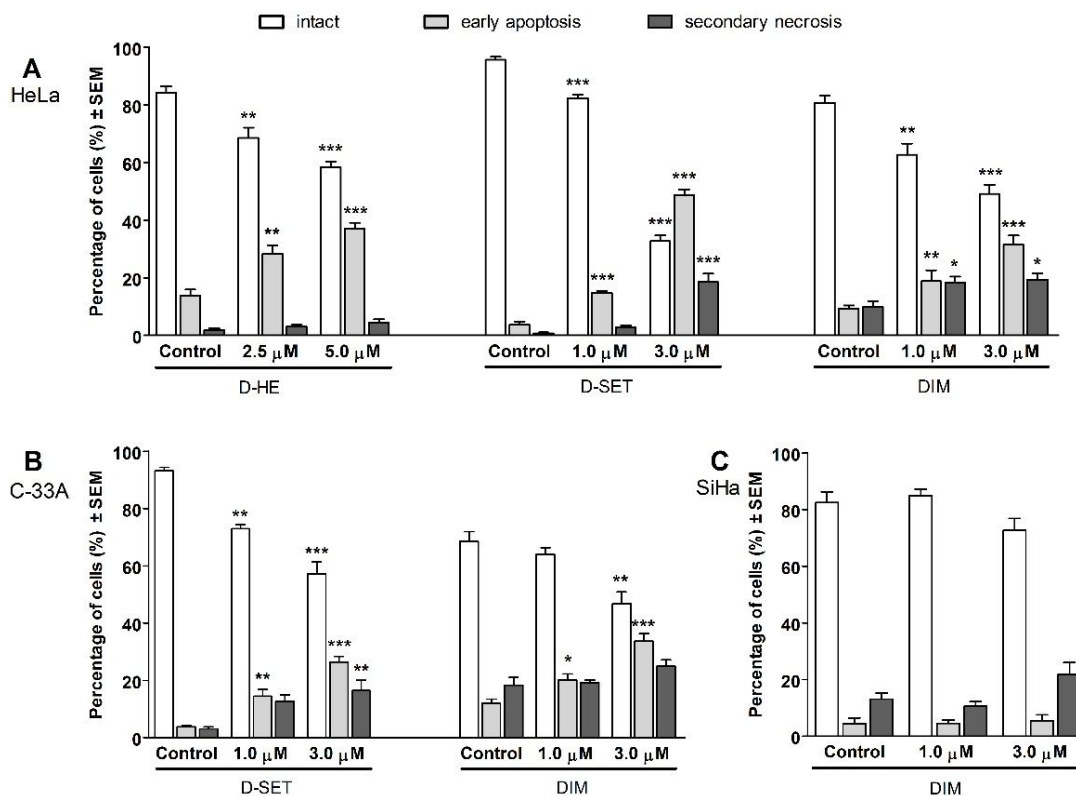 intact early apoptosis secondary necrosis
A
HeLa
Percentage of cells (%) ± SEM
100
80
60
40
20
0
** *** ** ***
*** *** *** *** ***
** *** ** * *** *
Control 2.5 μM 5.0 μM Control 1.0 μM 3.0 μM Control 1.0 μM 3.0 μM
D-HE D-SET DIM
B
C-33A
Percentage of cells (%) ± SEM
100
80
60
40
20
0
** *** ** *** **
** * ***
Control 1.0 μM 3.0 μM Control 1.0 μM 3.0 μM
D-SET DIM
C
SiHa
Percentage of cells (%) ± SEM
100
80
60
40
20
0
Control 1.0 μM 3.0 μM
DIM